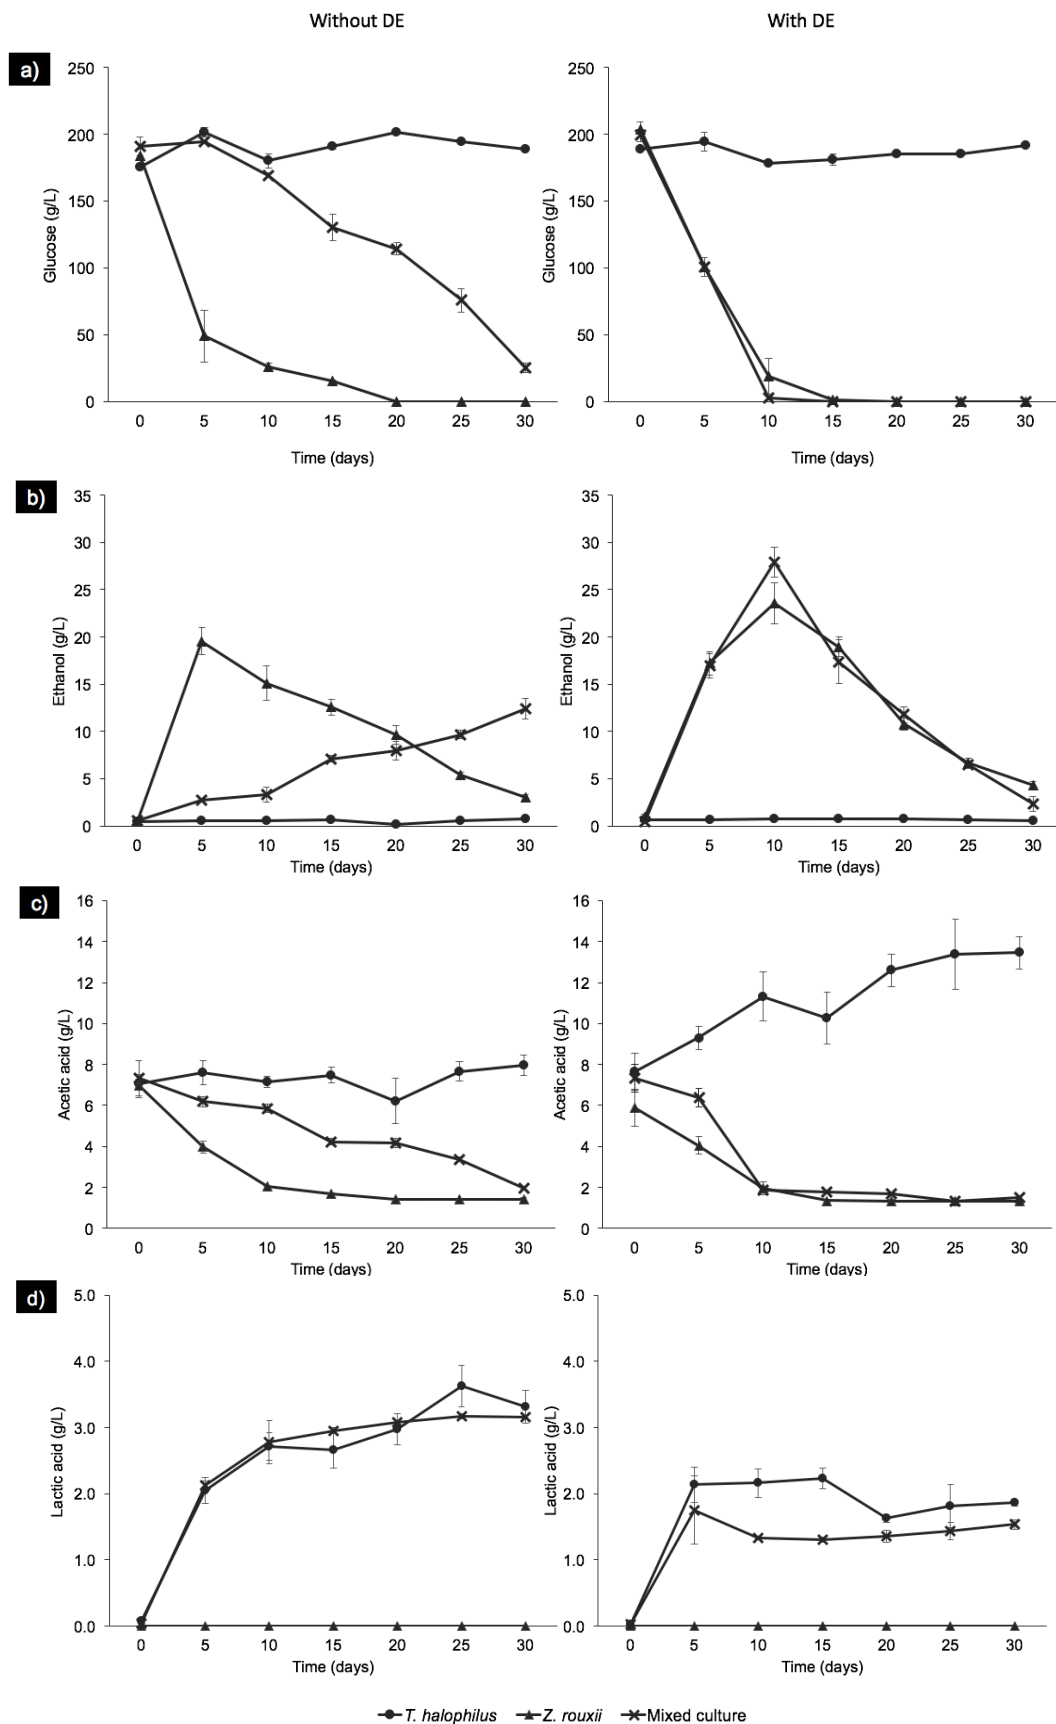 Without DE
With DE
a)
250
200
150
100
50
0
Glucose (g/L)
0 5 10 15 20 25 30
Time (days)
250
200
150
100
50
0
Glucose (g/L)
0 5 10 15 20 25 30
Time (days)
b)
35
30
25
20
15
10
5
0
Ethanol (g/L)
0 5 10 15 20 25 30
Time (days)
35
30
25
20
15
10
5
0
Ethanol (g/L)
0 5 10 15 20 25 30
Time (days)
c)
16
14
12
10
8
6
4
2
0
Acetic acid (g/L)
0 5 10 15 20 25 30
Time (days)
16
14
12
10
8
6
4
2
0
Acetic acid (g/L)
0 5 10 15 20 25 30
Time (days)
d)
5.0
4.0
3.0
2.0
1.0
0.0
Lactic acid (g/L)
0 5 10 15 20 25 30
Time (days)
5.0
4.0
3.0
2.0
1.0
0.0
Lactic acid (g/L)
0 5 10 15 20 25 30
Time (days)
T. halophilus Z. rouxii Mixed culture